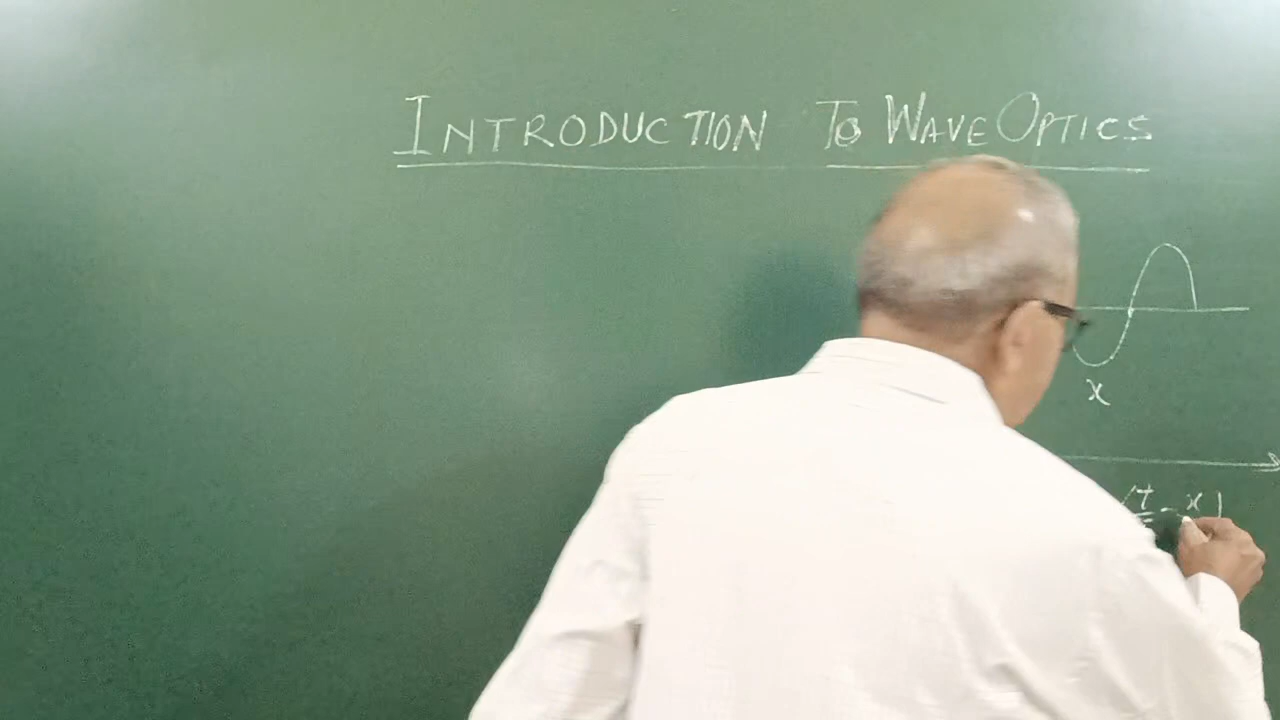 INTRODUCTION TO WAVE OPTICS
x
(t - x)